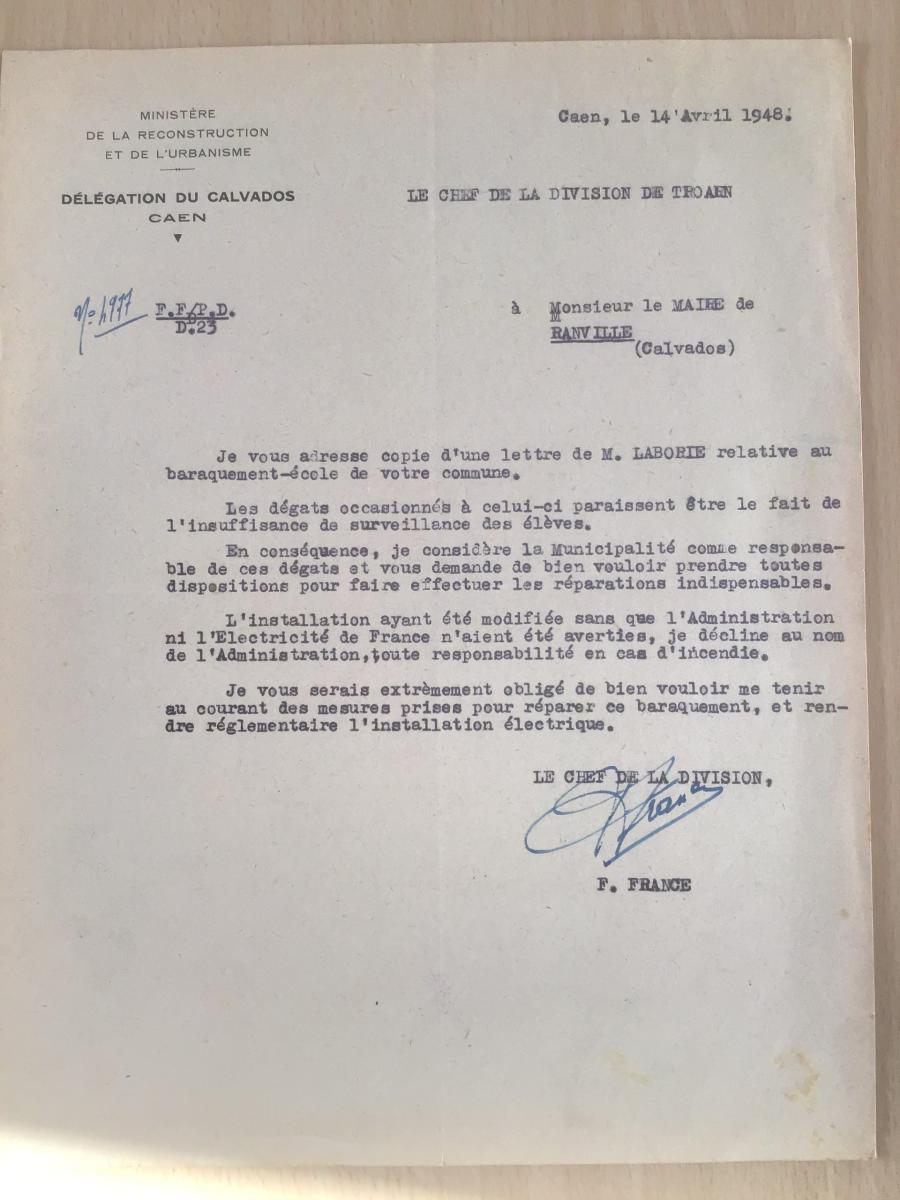 MINISTÈRE
DE LA RECONSTRUCTION
ET DE L'URBANISME
DÉLÉGATION DU CALVADOS
CAEN
Caen, le 14 Avril 1948.
LE CHEF DE LA DIVISION DE TROAEN
No 4977
F.F/P.D.
D.23
à Monsieur le MAIRE de
RANVILLE
(Calvados)
Je vous adresse copie d'une lettre de M. LABORIE relative au
baraquement-école de votre commune.
Les dégats occasionnés à celui-ci paraissent être le fait de
l'insuffisance de surveillance des élèves.
En conséquence, je considère la Municipalité comme responsa-
ble de ces dégats et vous demande de bien vouloir prendre toutes
dispositions pour faire effectuer les réparations indispensables.
L'installation ayant été modifiée sans que l'Administration
ni l'Electricité de France n'aient été averties, je décline au nom
de l'Administration, toute responsabilité en cas d'incendie.
Je vous serais extrèmement obligé de bien vouloir me tenir
au courant des mesures prises pour réparer ce baraquement, et ren-
dre réglementaire l'installation électrique.
LE CHEF DE LA DIVISION,
F. FRANCE